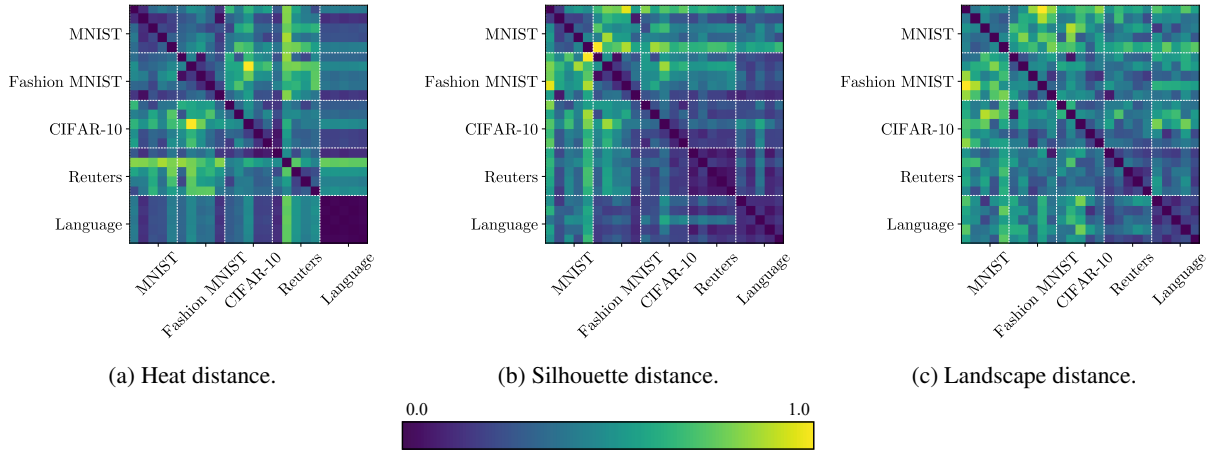 MNIST
Fashion MNIST
CIFAR-10
Reuters
Language
MNIST
Fashion MNIST
CIFAR-10
Reuters
Language
(a) Heat distance.
MNIST
Fashion MNIST
CIFAR-10
Reuters
Language
MNIST
Fashion MNIST
CIFAR-10
Reuters
Language
(b) Silhouette distance.
MNIST
Fashion MNIST
CIFAR-10
Reuters
Language
MNIST
Fashion MNIST
CIFAR-10
Reuters
Language
(c) Landscape distance.
0.0 1.0